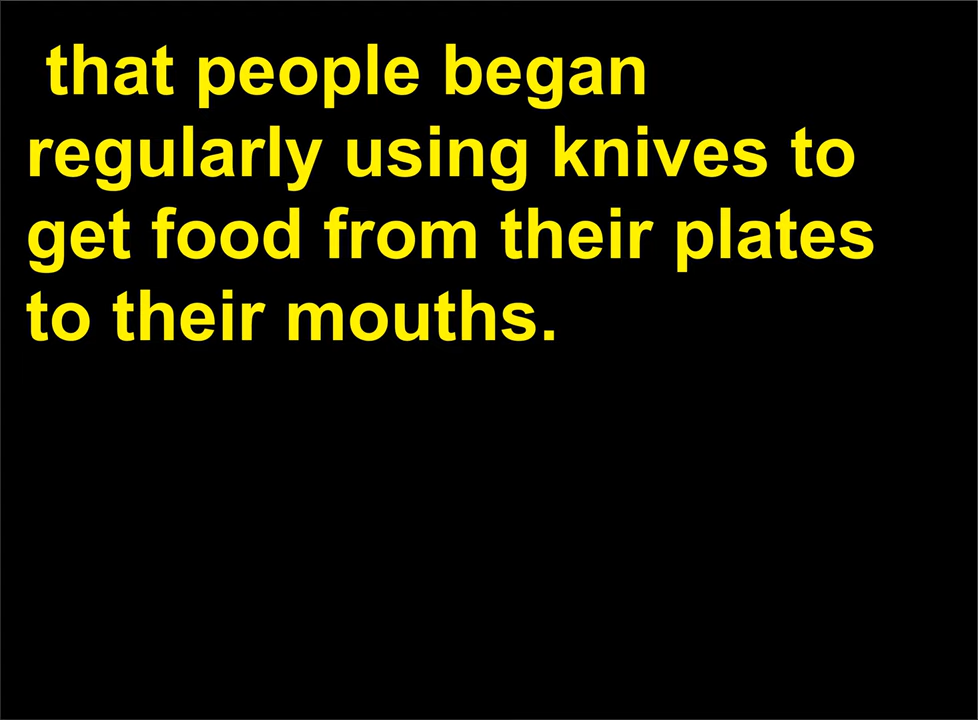 that people began
regularly using knives to
get food from their plates
to their mouths.